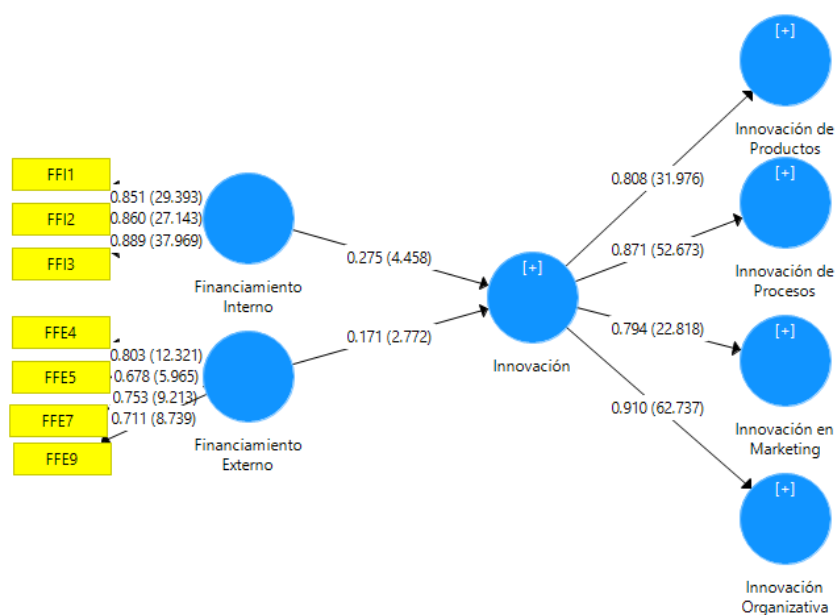 [+]
Innovación de
Productos
FFI1
0.851 (29.393)
FFI2
0.860 (27.143)
0.889 (37.969)
FFI3
Financiamiento
Interno
0.808 (31.976)
[+]
0.871 (52.673)
Innovación de
Procesos
0.275 (4.458)
[+]
Innovación
0.171 (2.772)
FFE4
0.803 (12.321)
FFE5
0.678 (5.965)
0.753 (9.213)
FFE7
0.711 (8.739)
FFE9
Financiamiento
Externo
0.794 (22.818)
[+]
Innovación en
Marketing
0.910 (62.737)
[+]
Innovación
Organizativa